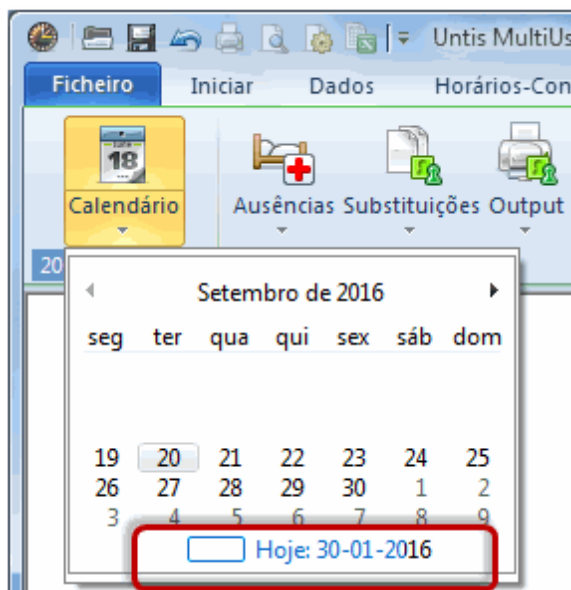 Untis MultiUs
Ficheiro Iniciar Dados Horários-Con
18
Calendário Ausências Substituições Output
20
Setembro de 2016
seg ter qua qui sex sáb dom
19 20 21 22 23 24 25
26 27 28 29 30 1 2
3 4 5 6 7 8 9
Hoje: 30-01-2016